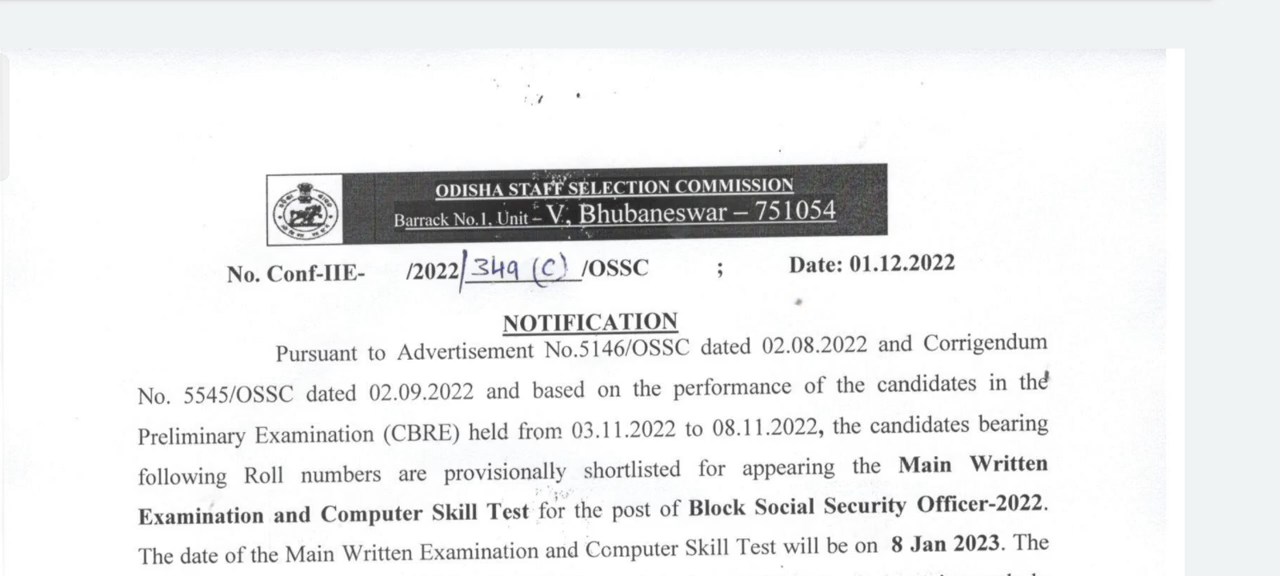 ODISHA STAFF SELECTION COMMISSION
Barrack No.1, Unit – V, Bhubaneswar – 751054
No. Conf-IIE- /2022/349 (C) /OSSC ; Date: 01.12.2022
NOTIFICATION
Pursuant to Advertisement No.5146/OSSC dated 02.08.2022 and Corrigendum
No. 5545/OSSC dated 02.09.2022 and based on the performance of the candidates in the
Preliminary Examination (CBRE) held from 03.11.2022 to 08.11.2022, the candidates bearing
following Roll numbers are provisionally shortlisted for appearing the Main Written
Examination and Computer Skill Test for the post of Block Social Security Officer-2022.
The date of the Main Written Examination and Computer Skill Test will be on 8 Jan 2023. The